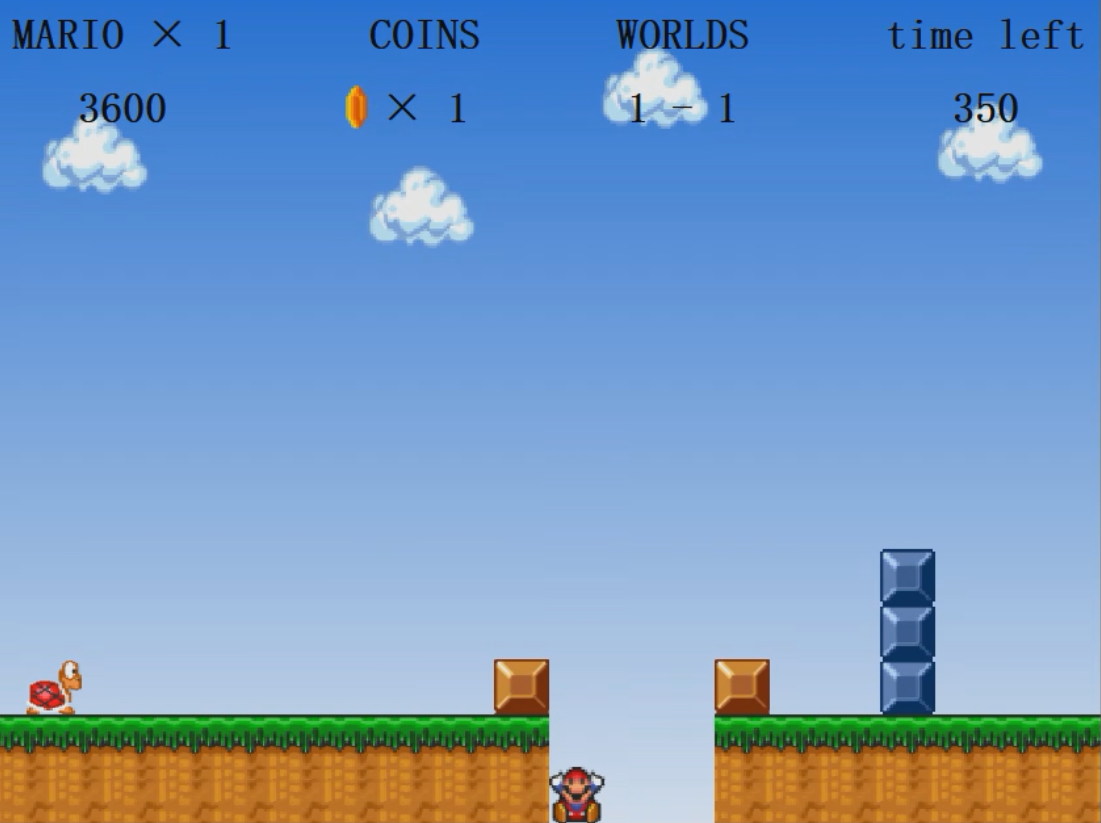 MARIO × 1 COINS WORLDS time left
3600 × 1 1 - 1 350